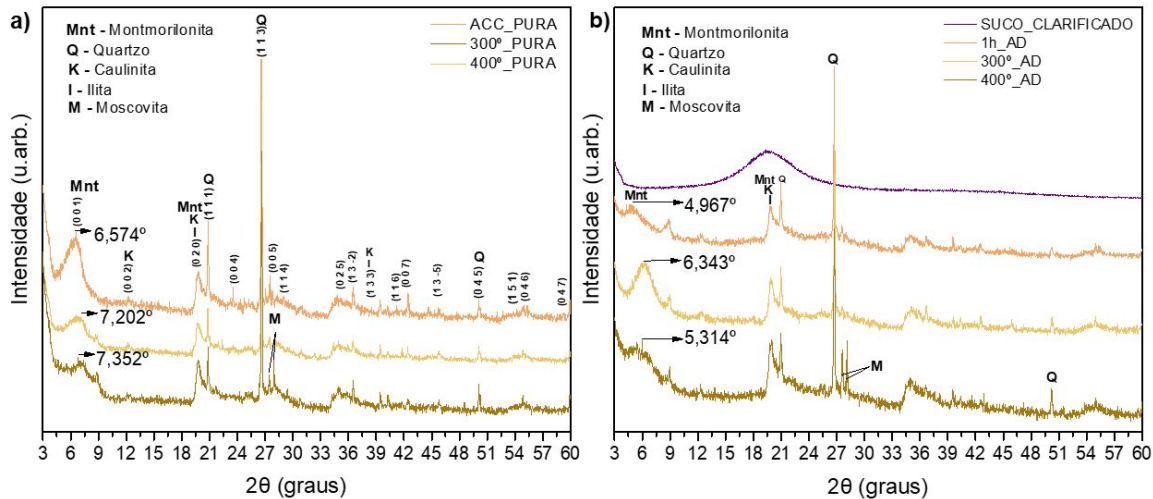 a)
Mnt - Montmorilonita
Q - Quartzo
K - Caulinita
I - Ilita
M - Moscovita
ACC_PURA
300º_PURA
400º_PURA
Intensidade (u.arb.)
Mnt
(0 0 1)
6,574º
K
(0 0 2)
7,202º
7,352º
Mnt
K
I
(0 2 0)
Q
(1 1 1)
(0 0 4)
Q
(1 1 3)
(0 0 5)
(1 1 4)
M
(0 2 5)
(1 3 -2)
K
I
(1 3 3)
(1 1 6)
(0 0 7)
(1 3 -5)
Q
(0 4 5)
(1 5 1)
(0 4 6)
(0 4 7)
3 6 9 12 15 18 21 24 27 30 33 36 39 42 45 48 51 54 57 60
2θ (graus)
b)
Mnt - Montmorilonita
Q - Quartzo
K - Caulinita
I - Ilita
M - Moscovita
SUCO_CLARIFICADO
1h_AD
300º_AD
400º_AD
Intensidade (u.arb.)
Mnt
4,967º
6,343º
5,314º
Mnt
K
I
Q
Q
M
Q
3 6 9 12 15 18 21 24 27 30 33 36 39 42 45 48 51 54 57 60
2θ (graus)